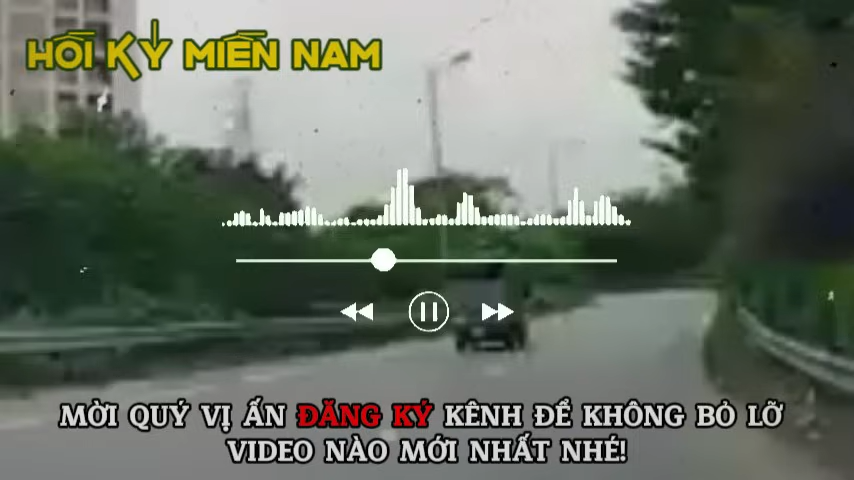 HỒI KÝ MIỀN NAM
MỜI QUÝ VỊ ẤN ĐĂNG KÝ KÊNH ĐỂ KHÔNG BỎ LỠ
VIDEO NÀO MỚI NHẤT NHÉ!